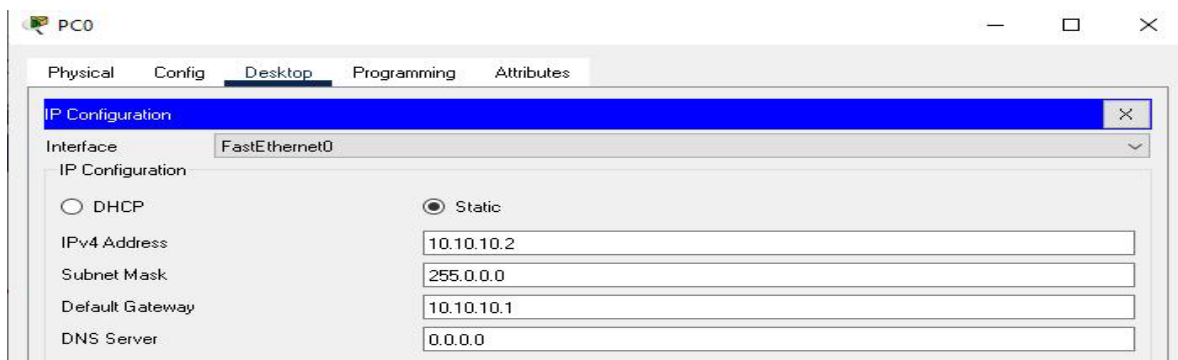 PC0
Physical Config Desktop Programming Attributes
IP Configuration
Interface FastEthernet0
IP Configuration
DHCP Static
IPv4 Address 10.10.10.2
Subnet Mask 255.0.0.0
Default Gateway 10.10.10.1
DNS Server 0.0.0.0